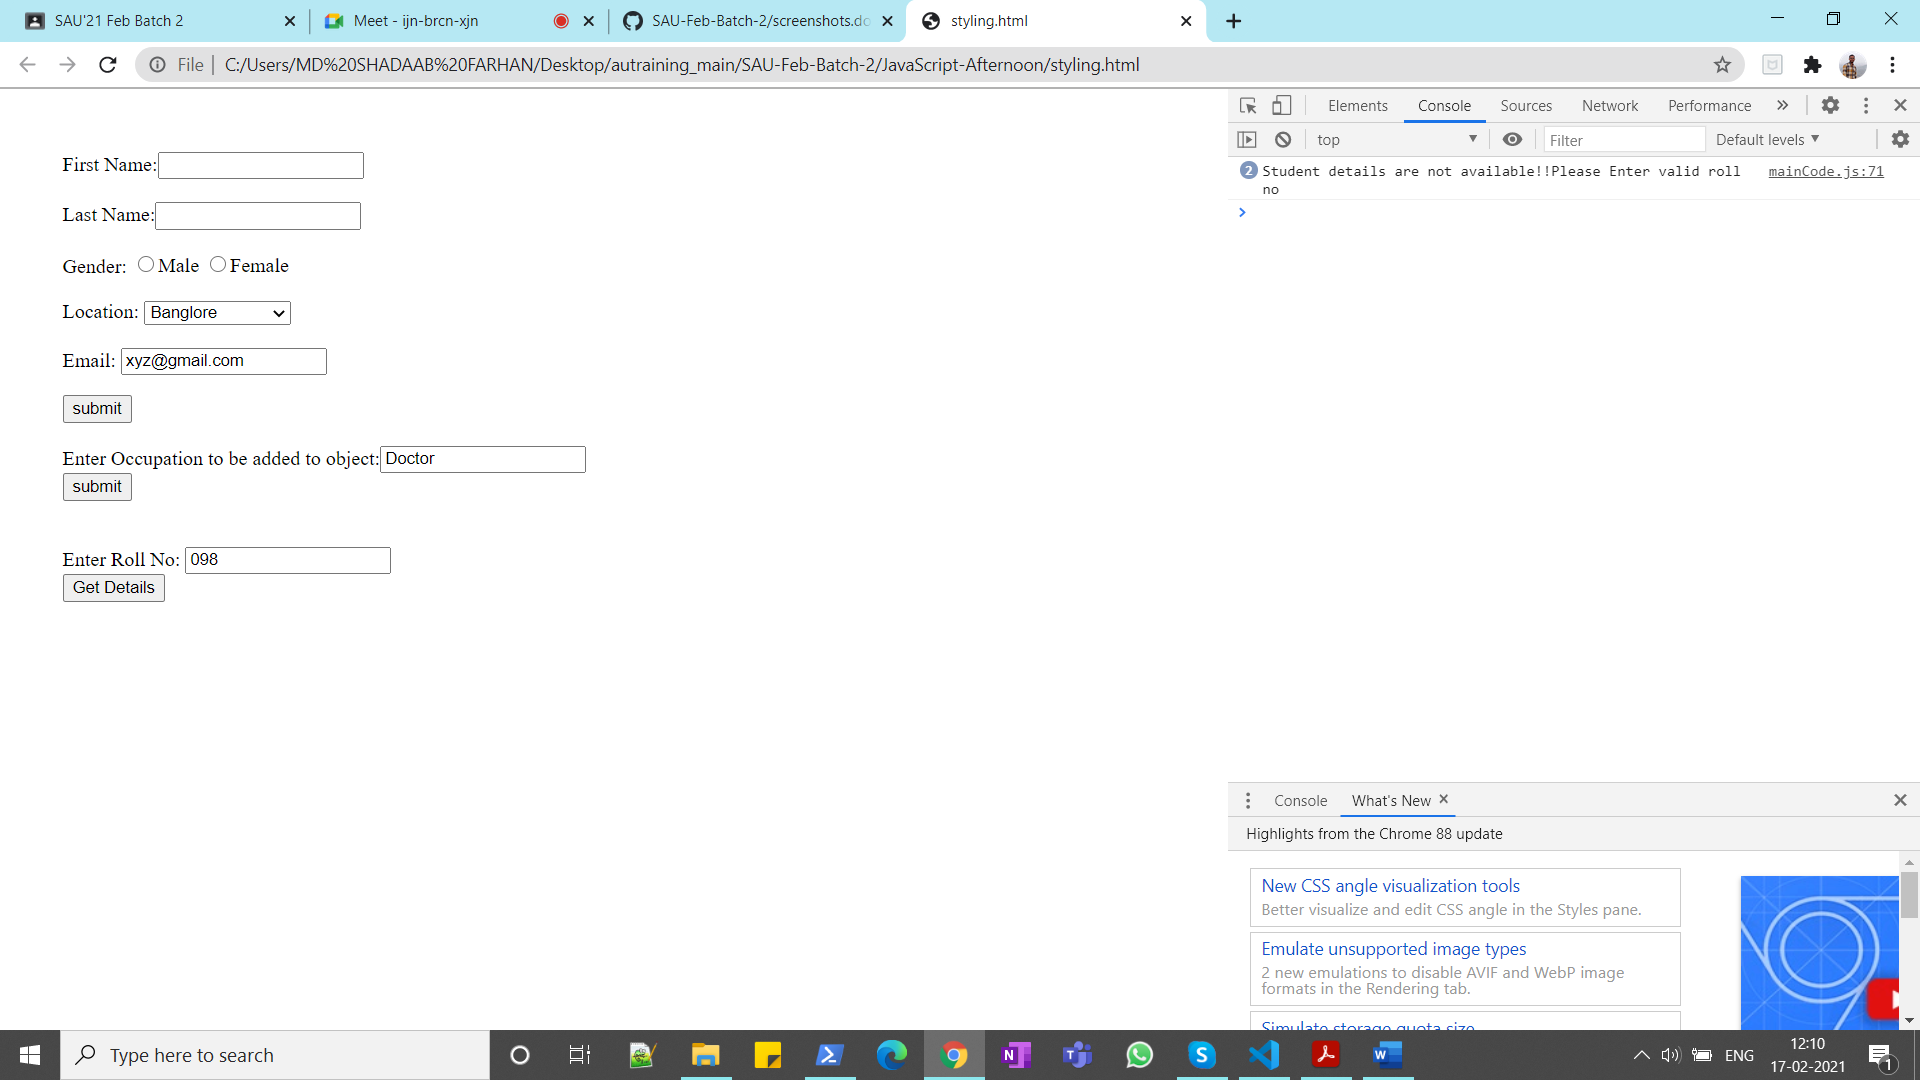 SAU'21 Feb Batch 2
Meet - ijn-brcn-xjn
SAU-Feb-Batch-2/screenshots.do
styling.html
File | C:/Users/MD%20SHADAAB%20FARHAN/Desktop/autraining_main/SAU-Feb-Batch-2/JavaScript-Afternoon/styling.html
First Name:
Last Name:
Gender: Male Female
Location: Banglore
Email: xyz@gmail.com
submit
Enter Occupation to be added to object: Doctor
submit
Enter Roll No: 098
Get Details
Elements Console Sources Network Performance
top Filter Default levels
2 Student details are not available!!Please Enter valid roll mainCode.js:71
no
Console What's New
Highlights from the Chrome 88 update
New CSS angle visualization tools
Better visualize and edit CSS angle in the Styles pane.
Emulate unsupported image types
2 new emulations to disable AVIF and WebP image
formats in the Rendering tab.
Simulate storage quota size
Type here to search
ENG
12:10
17-02-2021
1